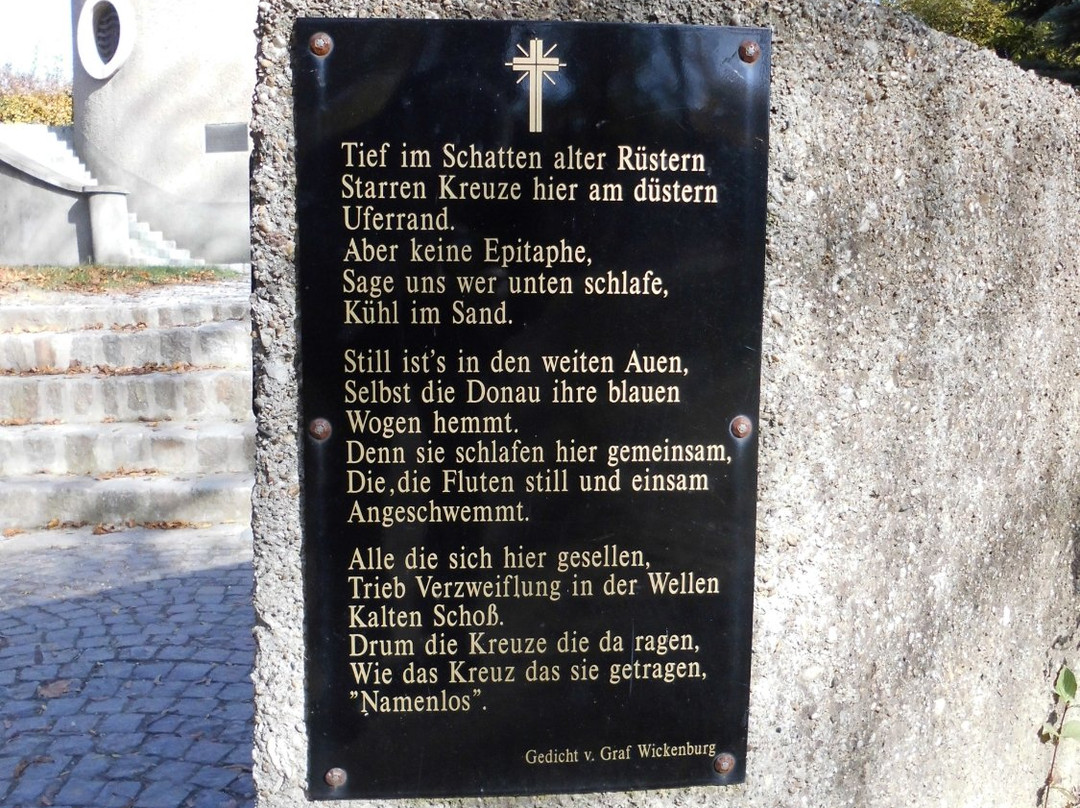 Tief im Schatten alter Rüstern
Starren Kreuze hier am düstern
Uferrand.
Aber keine Epitaphe,
Sage uns wer unten schlafe,
Kühl im Sand.
Still ist's in den weiten Auen,
Selbst die Donau ihre blauen
Wogen hemmt.
Denn sie schlafen hier gemeinsam,
Die,die Fluten still und einsam
Angeschwemmt.
Alle die sich hier gesellen,
Trieb Verzweiflung in der Wellen
Kalten Schoß.
Drum die Kreuze die da ragen,
Wie das Kreuz das sie getragen,
"Namenlos".
Gedicht v. Graf Wickenburg